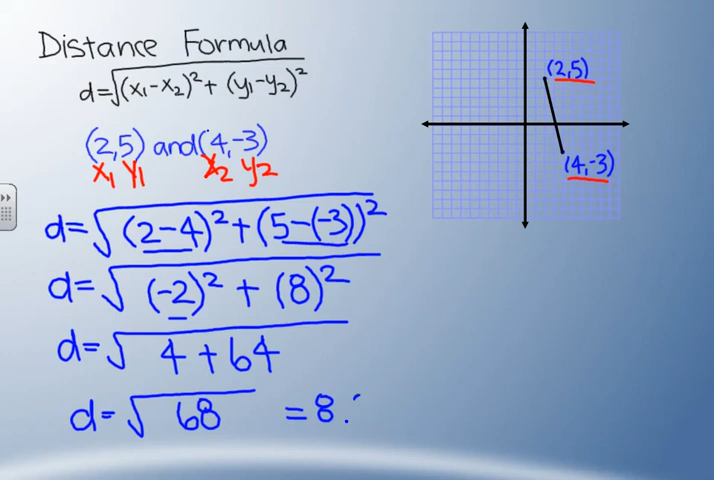 Distance Formula
d=√(x₁-x₂)²+(y₁-y₂)²
(2,5) and (4,-3)
x₁ y₁ x₂ y₂
d=√(2-4)²+(5-(-3))²
d=√(-2)²+(8)²
d=√4+64
d=√68 =8.
(2,5)
(4,-3)